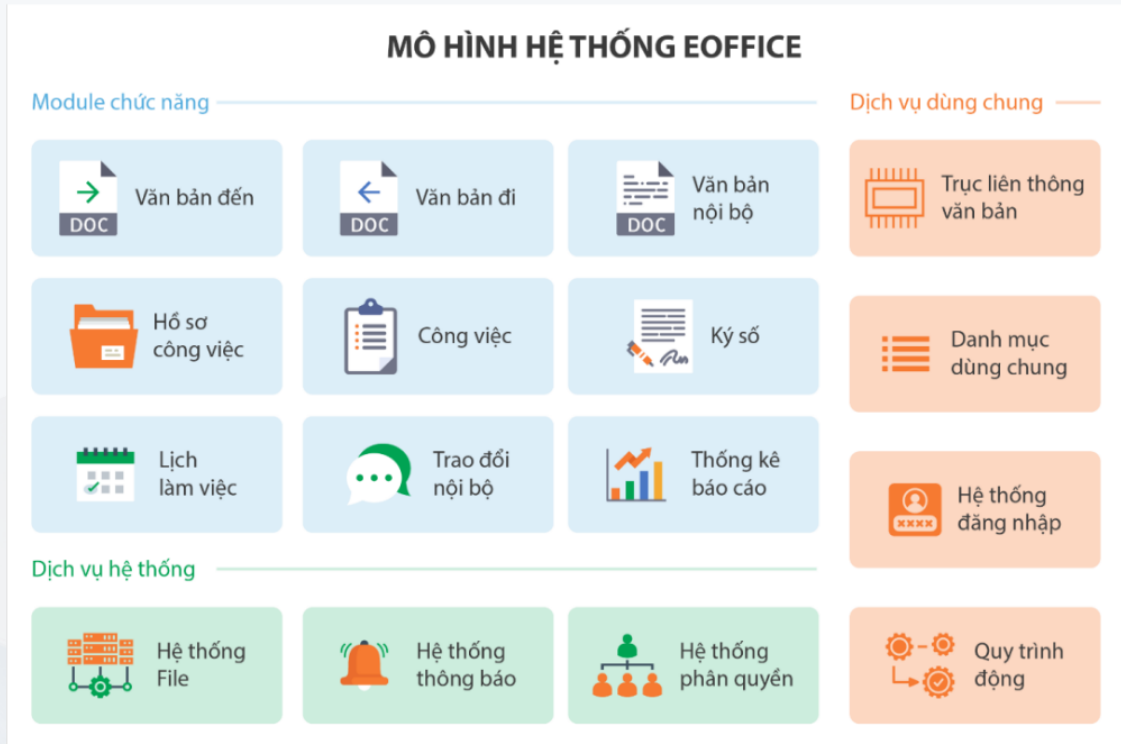 MÔ HÌNH HỆ THỐNG EOFFICE
Module chức năng
Dịch vụ dùng chung
DOC
Văn bản đến
DOC
Văn bản đi
DOC
Văn bản
nội bộ
Trục liên thông
văn bản
Hồ sơ
công việc
Công việc
Ký số
Danh mục
dùng chung
Lịch
làm việc
Trao đổi
nội bộ
Thống kê
báo cáo
Hệ thống
đăng nhập
xxxx
Dịch vụ hệ thống
Hệ thống
File
Hệ thống
thông báo
Hệ thống
phân quyền
Quy trình
động